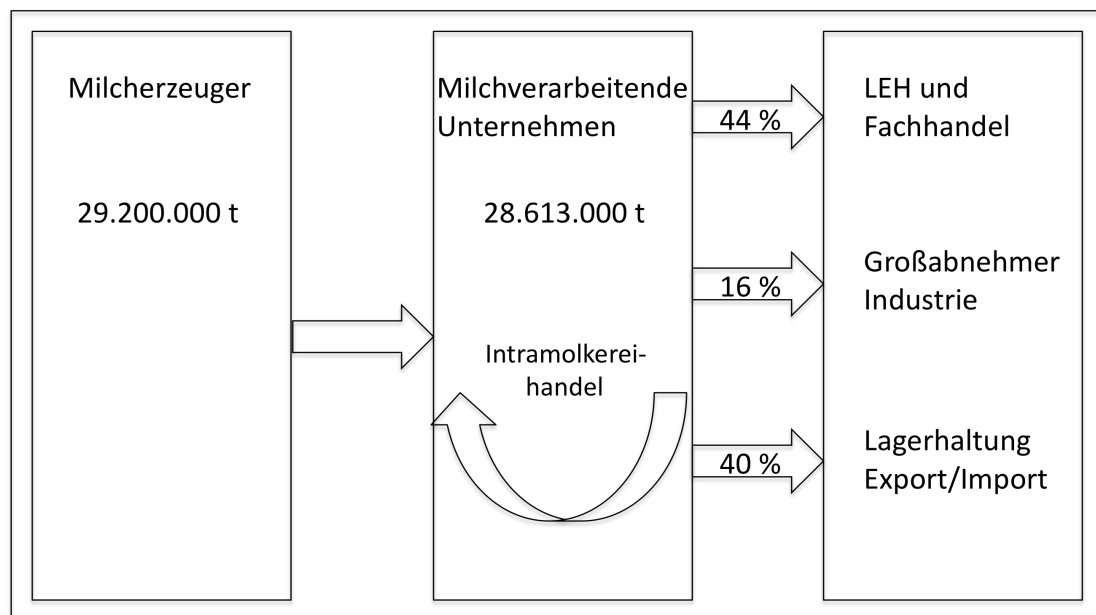 Milcherzeuger
29.200.000 t
Milchverarbeitende
Unternehmen
28.613.000 t
Intramolkerei-
handel
44 %
16 %
40 %
LEH und
Fachhandel
Großabnehmer
Industrie
Lagerhaltung
Export/Import